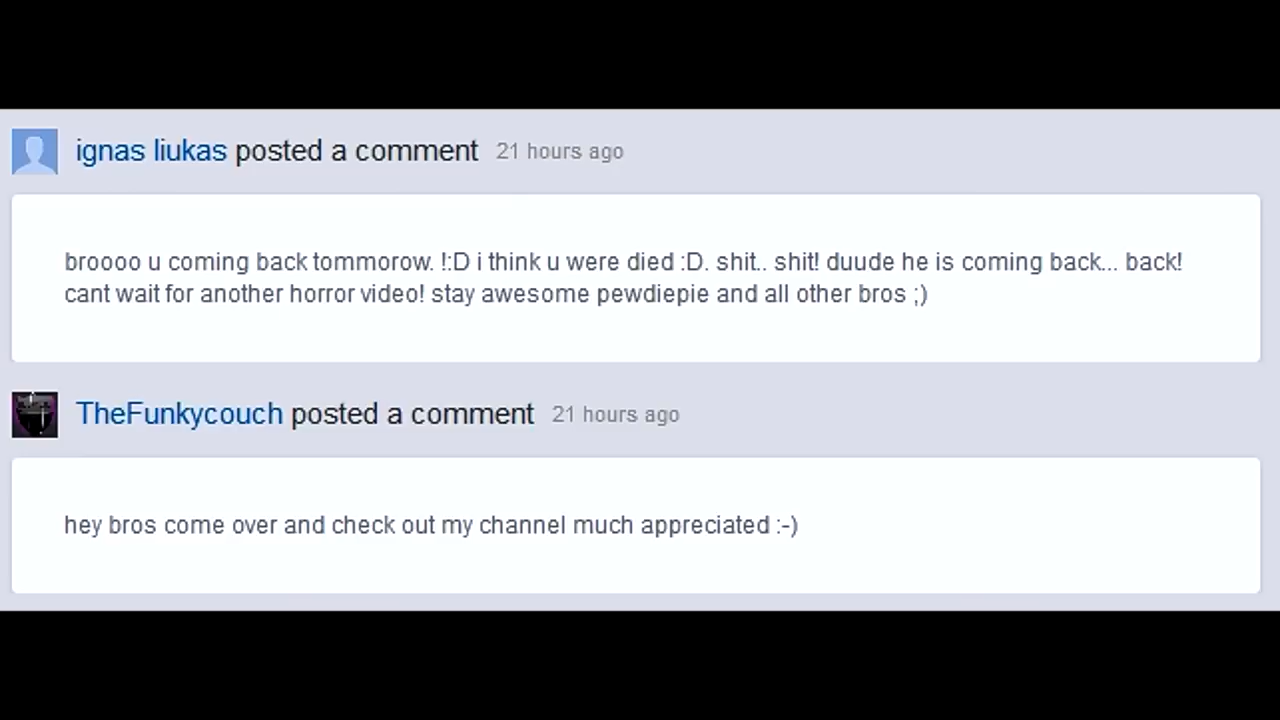 ignas liukas posted a comment 21 hours ago
broooo u coming back tommorow. !:D i think u were died :D. shit.. shit! duude he is coming back... back!
cant wait for another horror video! stay awesome pewdiepie and all other bros ;)
TheFunkycouch posted a comment 21 hours ago
hey bros come over and check out my channel much appreciated :-)